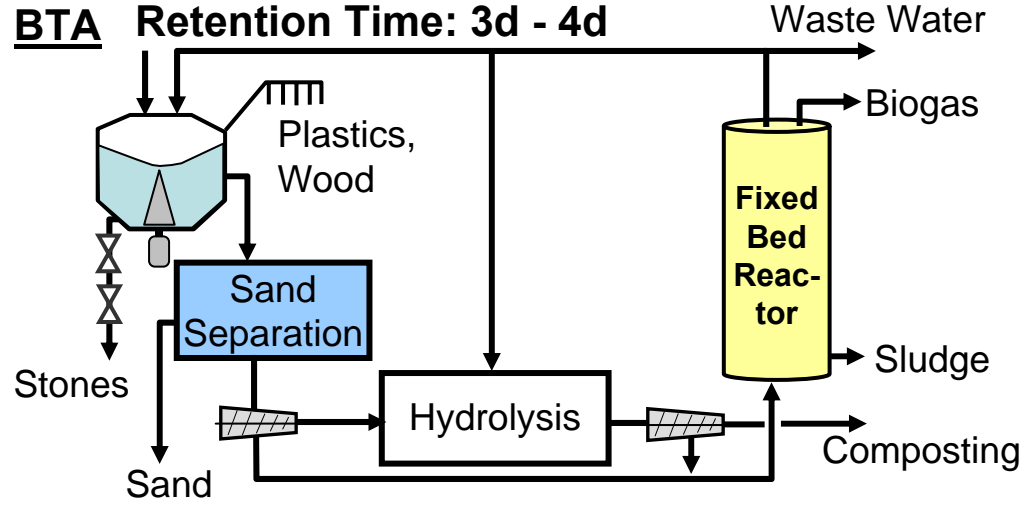 BTA Retention Time: 3d - 4d
Waste Water
Biogas
Plastics,
Wood
Fixed
Bed
Reac-
tor
Sand
Separation
Stones
Sludge
Hydrolysis
Composting
Sand